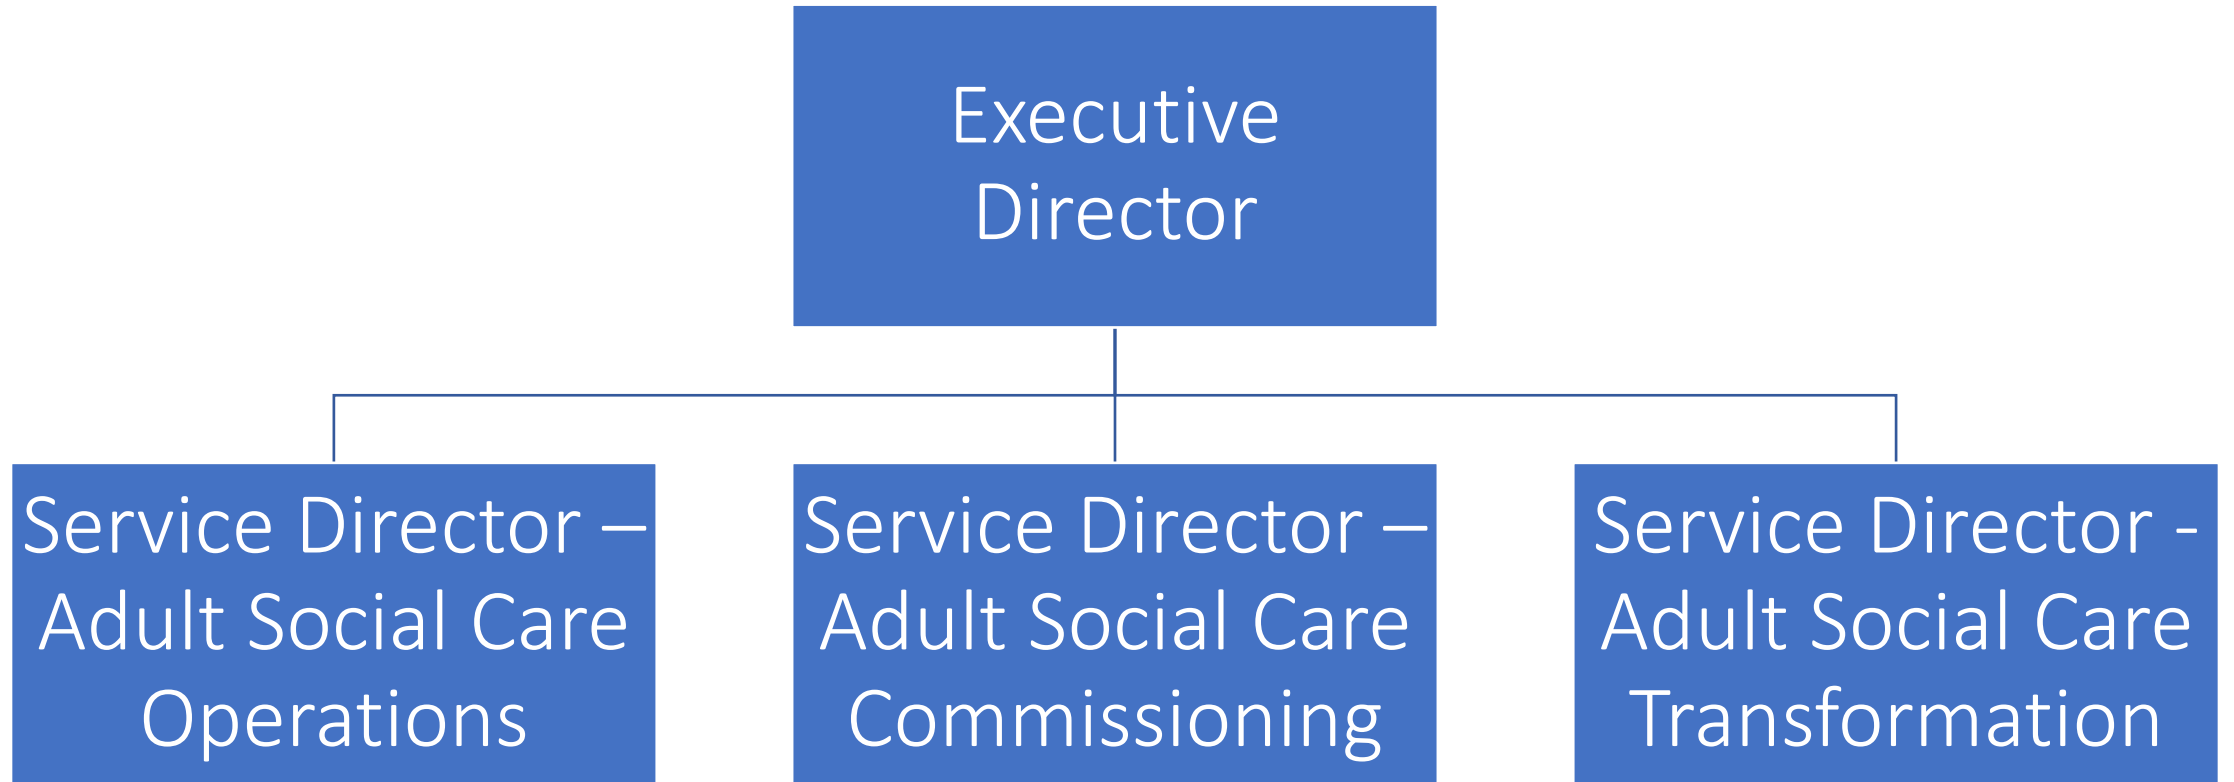 Executive
Director
Service Director –
Adult Social Care
Operations
Service Director –
Adult Social Care
Commissioning
Service Director -
Adult Social Care
Transformation